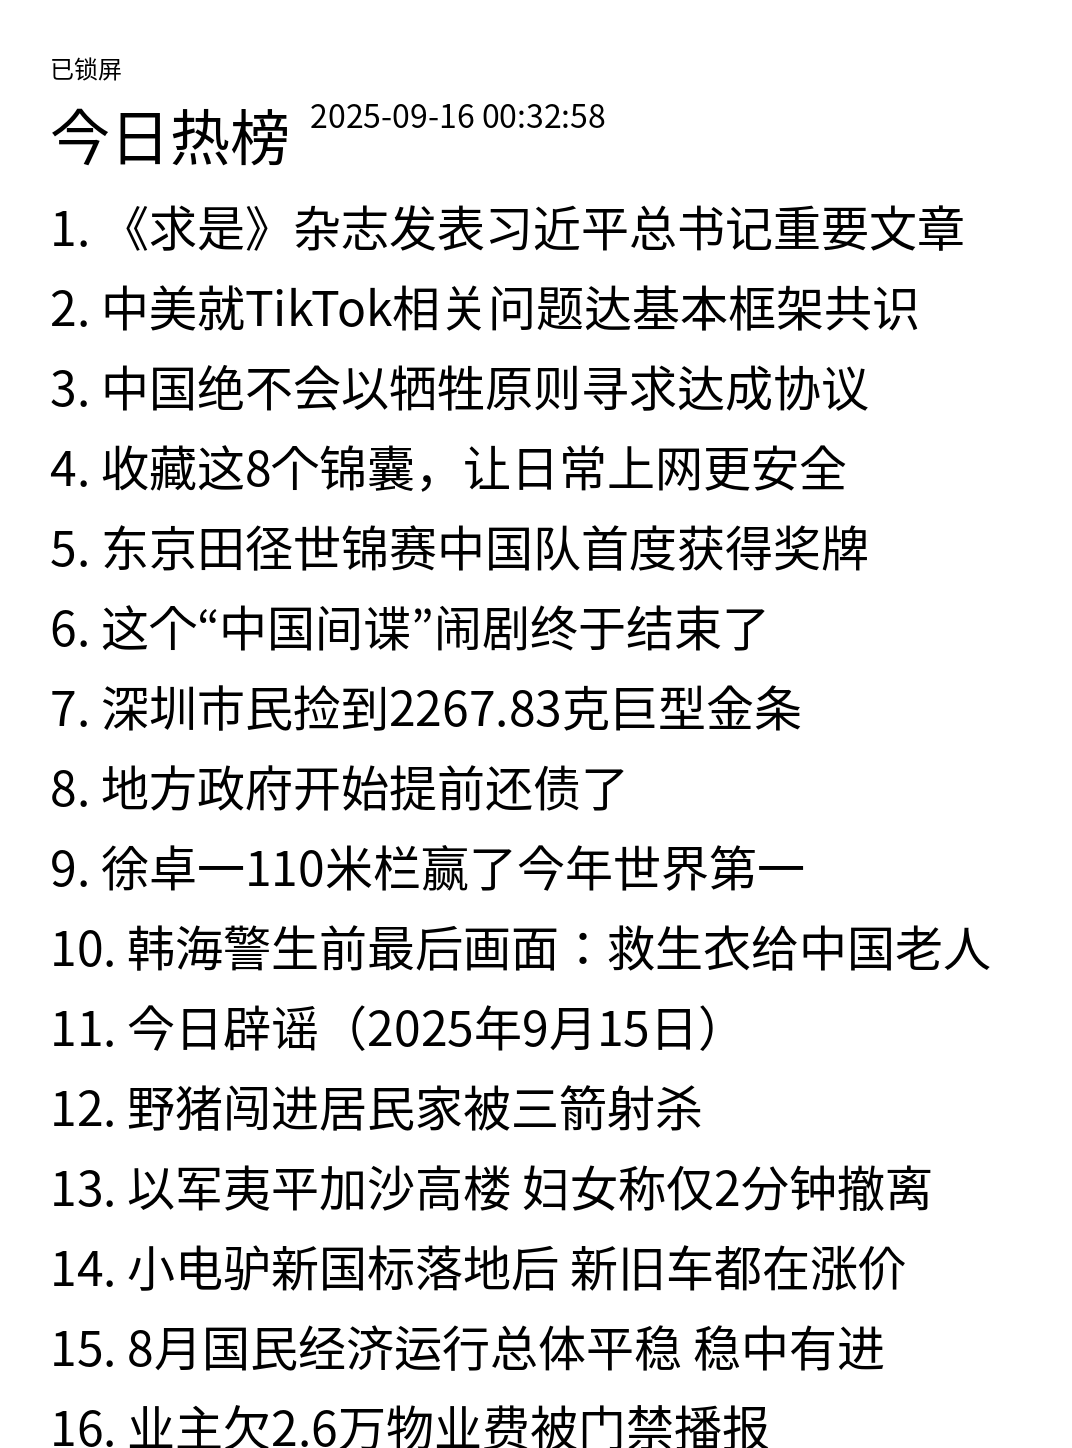 已锁屏
今日热榜 2025-09-16 00:32:58
1. 《求是》杂志发表习近平总书记重要文章
2. 中美就TikTok相关问题达基本框架共识
3. 中国绝不会以牺牲原则寻求达成协议
4. 收藏这8个锦囊，让日常上网更安全
5. 东京田径世锦赛中国队首度获得奖牌
6. 这个“中国间谍”闹剧终于结束了
7. 深圳市民捡到2267.83克巨型金条
8. 地方政府开始提前还债了
9. 徐卓一110米栏赢了今年世界第一
10. 韩海警生前最后画面：救生衣给中国老人
11. 今日辟谣（2025年9月15日）
12. 野猪闯进居民家被三箭射杀
13. 以军夷平加沙高楼 妇女称仅2分钟撤离
14. 小电驴新国标落地后 新旧车都在涨价
15. 8月国民经济运行总体平稳 稳中有进
16. 业主欠2.6万物业费被门禁播报